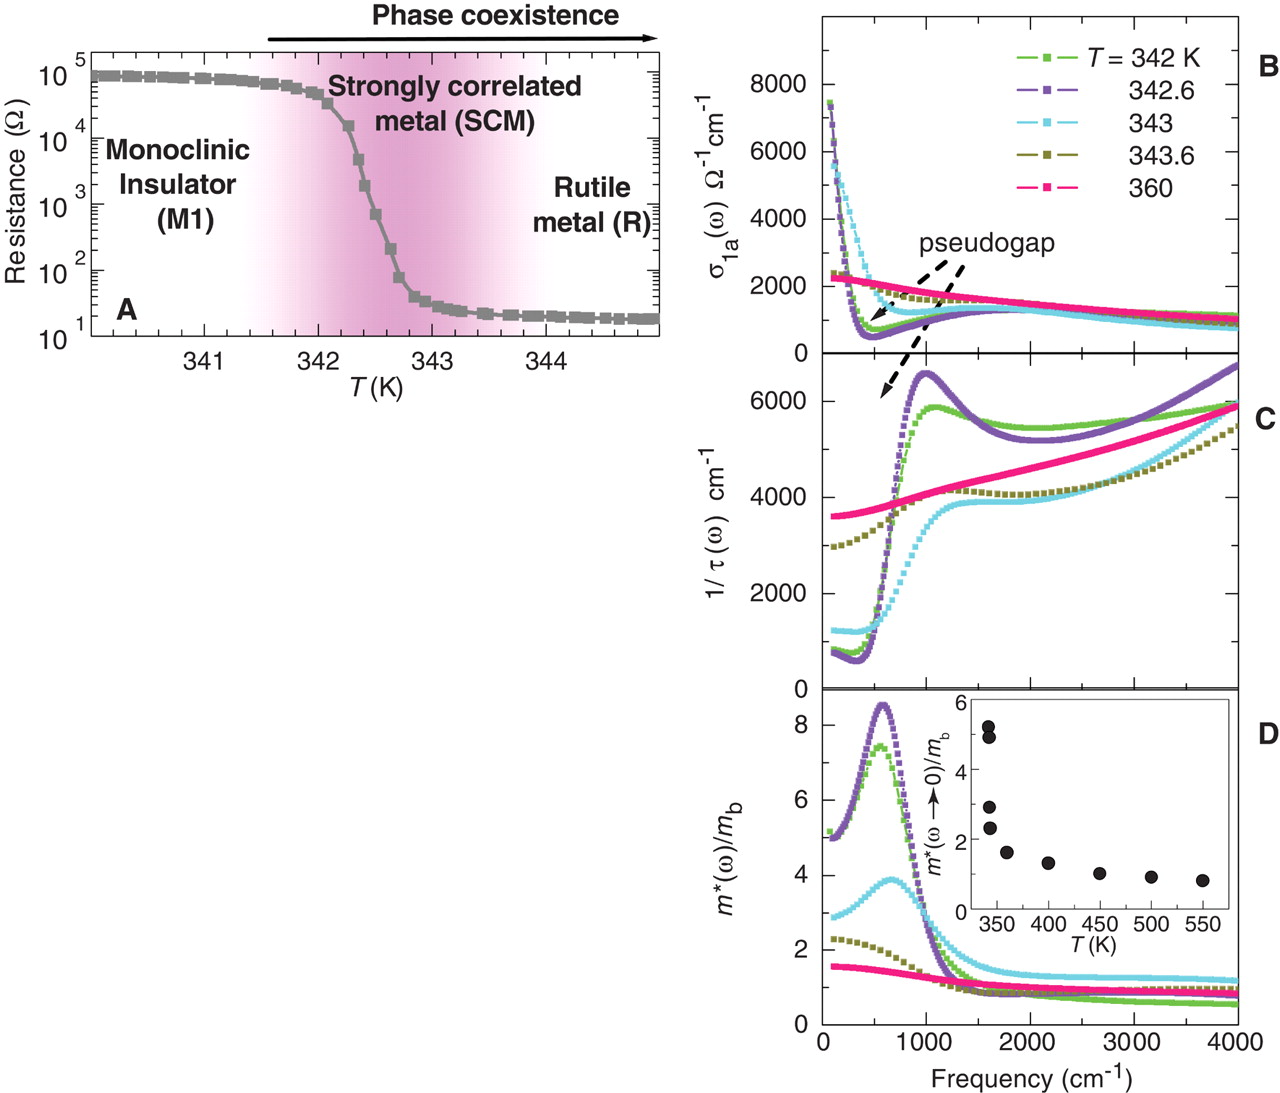 Phase coexistence
10 5
10 4
10 3
10 2
10 1
Resistance (Ω)
Strongly correlated
metal (SCM)
Monoclinic
Insulator
(M1)
Rutile
metal (R)
A
341
342
343
344
T (K)
B
8000
6000
4000
2000
0
σ1a(ω) Ω-1cm-1
T = 342 K
342.6
343
343.6
360
pseudogap
C
6000
4000
2000
0
1/ τ (ω) cm-1
D
8
6
4
2
0
m*(ω)/mb
6
4
2
0
m*(ω → 0)/mb
350
400
450
500
550
T (K)
0
1000
2000
3000
4000
Frequency (cm-1)